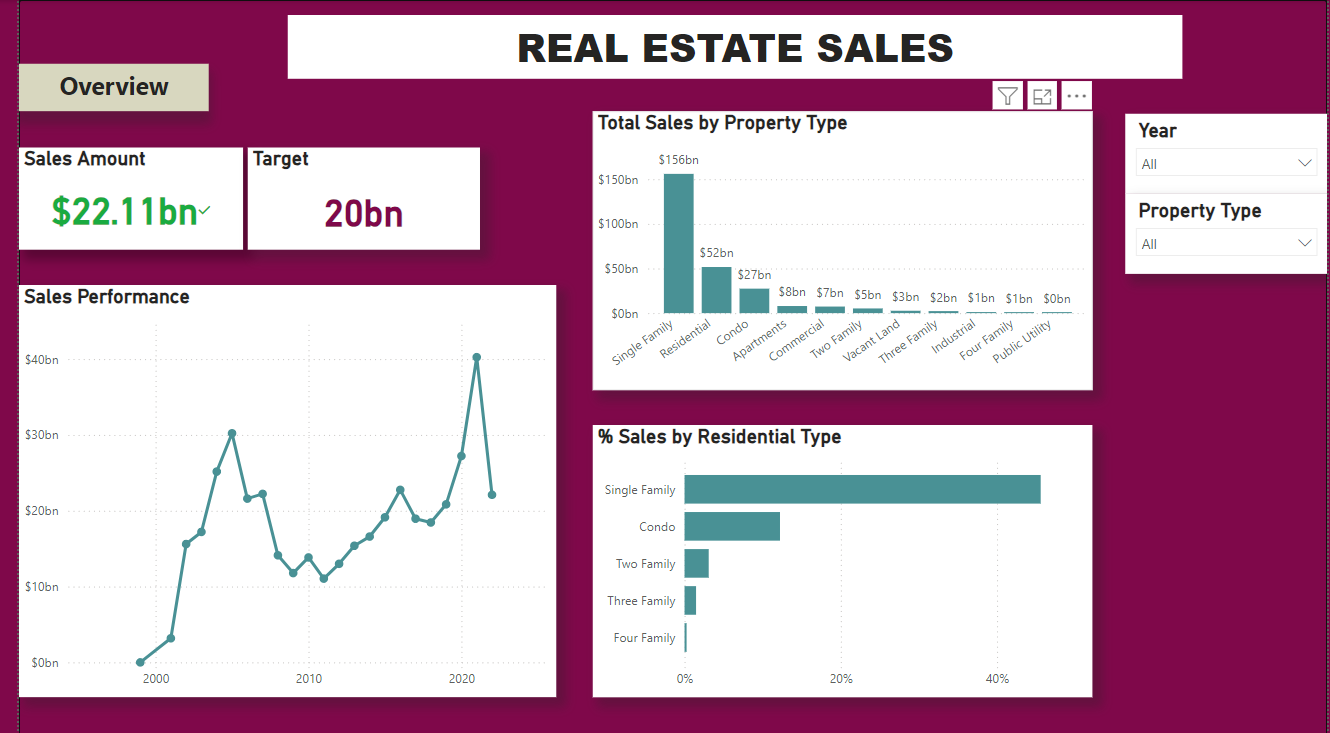 REAL ESTATE SALES
Overview
Sales Amount
$22.11bn
Target
20bn
Sales Performance
$40bn
$30bn
$20bn
$10bn
$0bn
2000 2010 2020
Total Sales by Property Type
$150bn
$100bn
$50bn
$0bn
$156bn
$52bn
$27bn
$8bn
$7bn
$5bn
$3bn
$2bn
$1bn
$1bn
$0bn
Single Family
Residential
Condo
Apartments
Commercial
Two Family
Vacant Land
Three Family
Industrial
Four Family
Public Utility
% Sales by Residential Type
Single Family
Condo
Two Family
Three Family
Four Family
0% 20% 40%
Year
All
Property Type
All